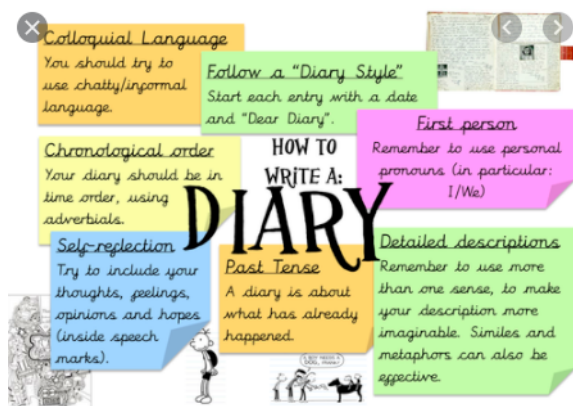 Colloquial Language
You should try to
use chatty/informal
language.
Follow a "Diary Style"
Start each entry with a date
and "Dear Diary".
First person
Remember to use personal
pronouns (in particular:
I/We)
Chronological order
Your diary should be in
time order, using
adverbials.
HOW TO
WRITE A:
DIARY
Self-reflection
Try to include your
thoughts, feelings,
opinions and hopes
(inside speech
marks).
Past Tense
A diary is about
what has already
happened.
Detailed descriptions
Remember to use more
than one sense, to make
your description more
imaginable. Similes and
metaphors can also be
effective.